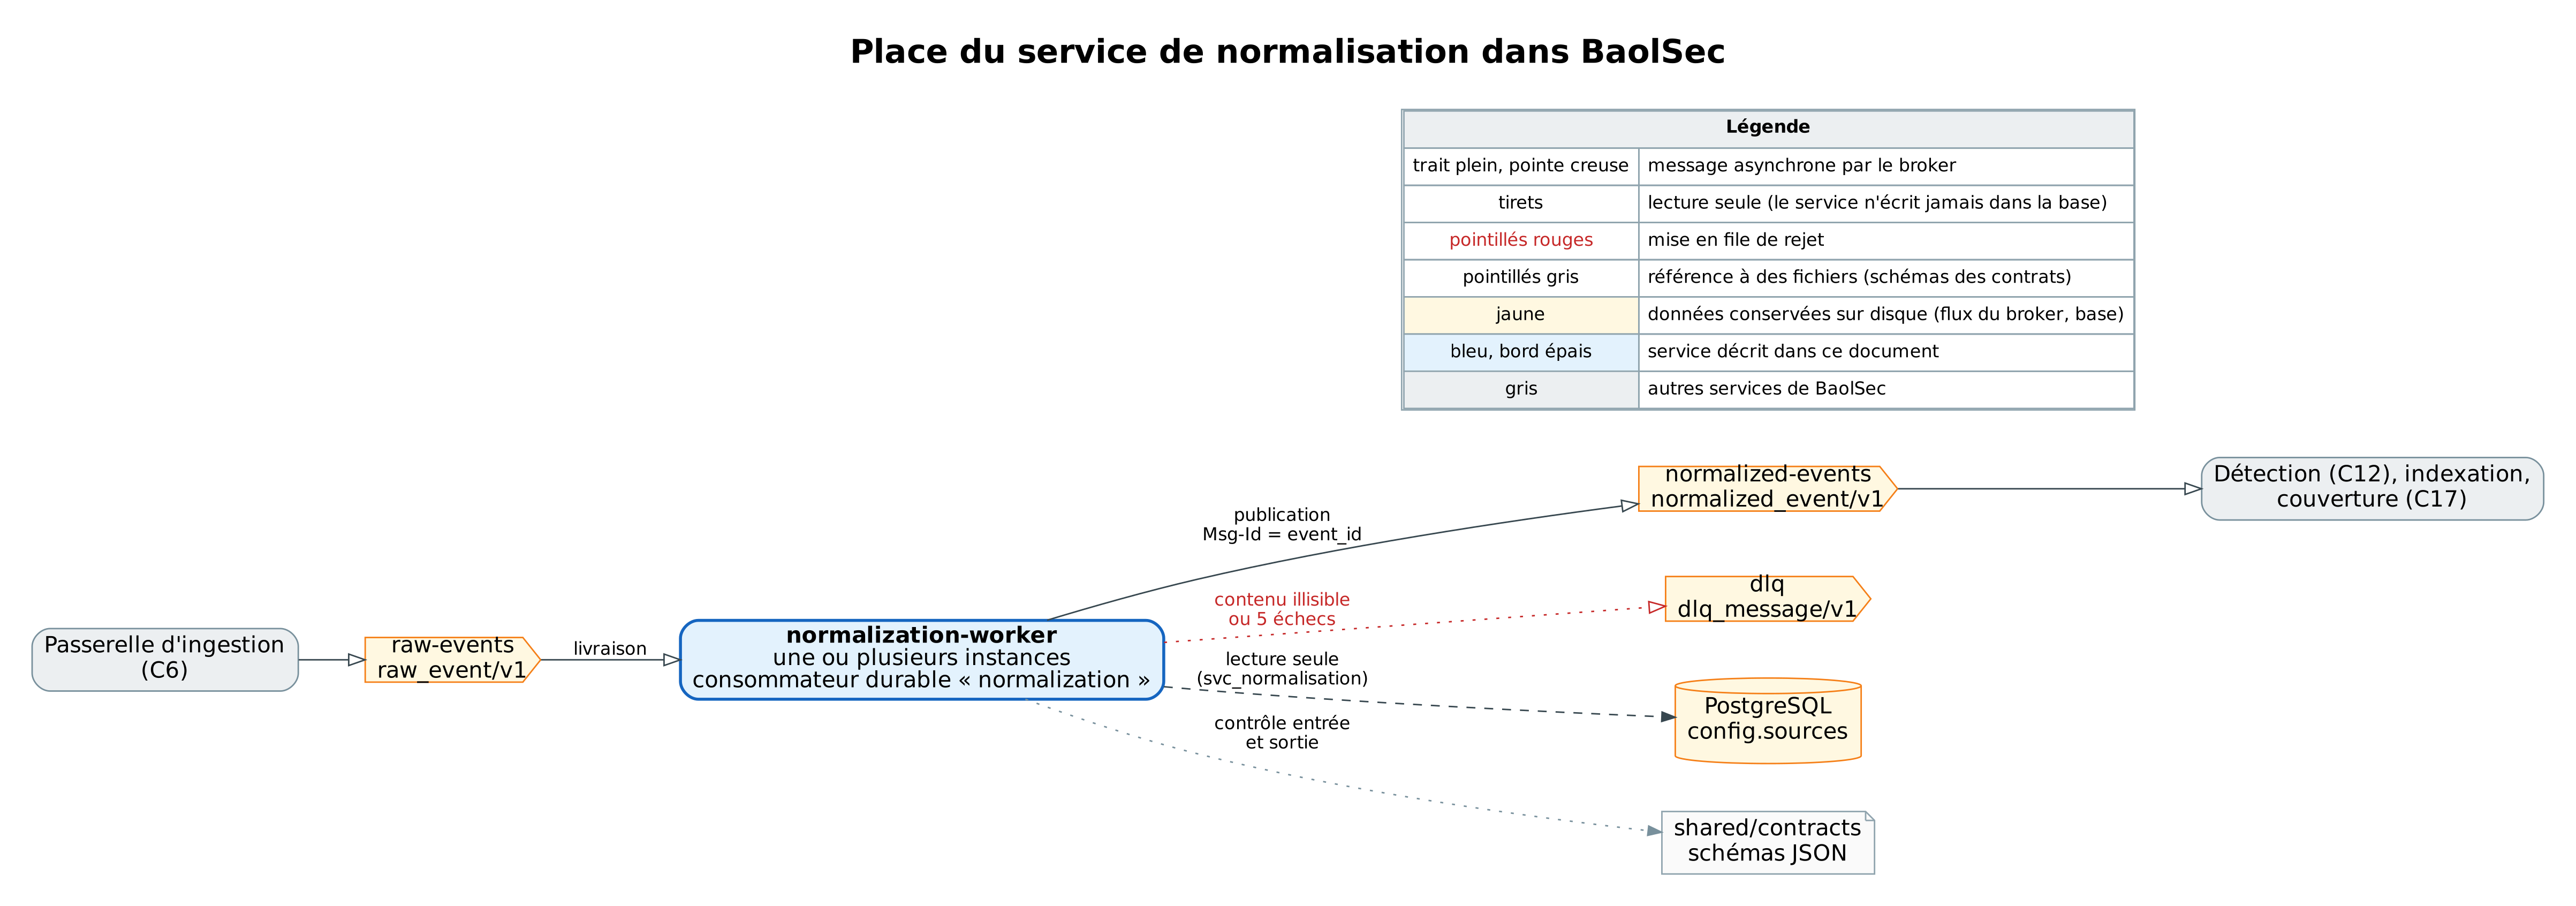 Place du service de normalisation dans BaolSec
Légende
trait plein, pointe creuse message asynchrone par le broker
tirets lecture seule (le service n'écrit jamais dans la base)
pointillés rouges mise en file de rejet
pointillés gris référence à des fichiers (schémas des contrats)
jaune données conservées sur disque (flux du broker, base)
bleu, bord épais service décrit dans ce document
gris autres services de BaolSec
Passerelle d'ingestion
(C6)
raw-events
raw_event/v1
livraison
normalization-worker
une ou plusieurs instances
consommateur durable « normalization »
publication
Msg-Id = event_id
normalized-events
normalized_event/v1
Détection (C12), indexation,
couverture (C17)
contenu illisible
ou 5 échecs
dlq
dlq_message/v1
lecture seule
(svc_normalisation)
PostgreSQL
config.sources
contrôle entrée
et sortie
shared/contracts
schémas JSON